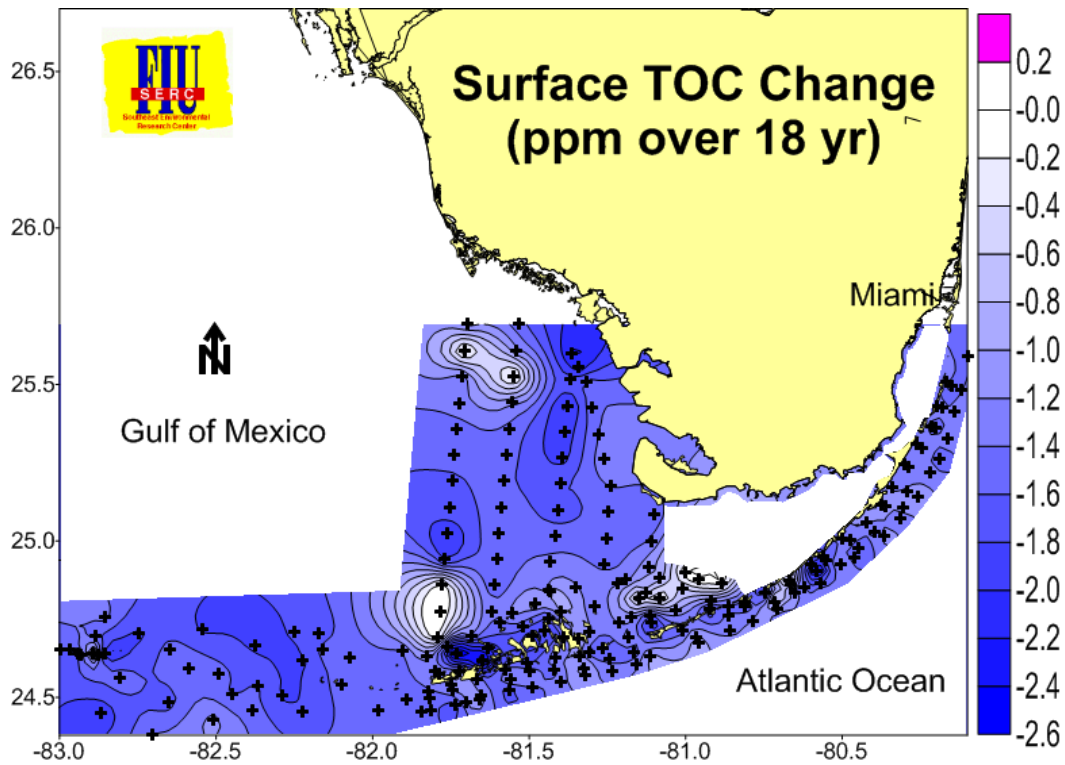 FIU
SERC
Southeast Environmental
Research Center
Surface TOC Change
(ppm over 18 yr)
Miami
N
Gulf of Mexico
Atlantic Ocean
26.5
26.0
25.5
25.0
24.5
-83.0 -82.5 -82.0 -81.5 -81.0 -80.5
0.2
-0.0
-0.2
-0.4
-0.6
-0.8
-1.0
-1.2
-1.4
-1.6
-1.8
-2.0
-2.2
-2.4
-2.6